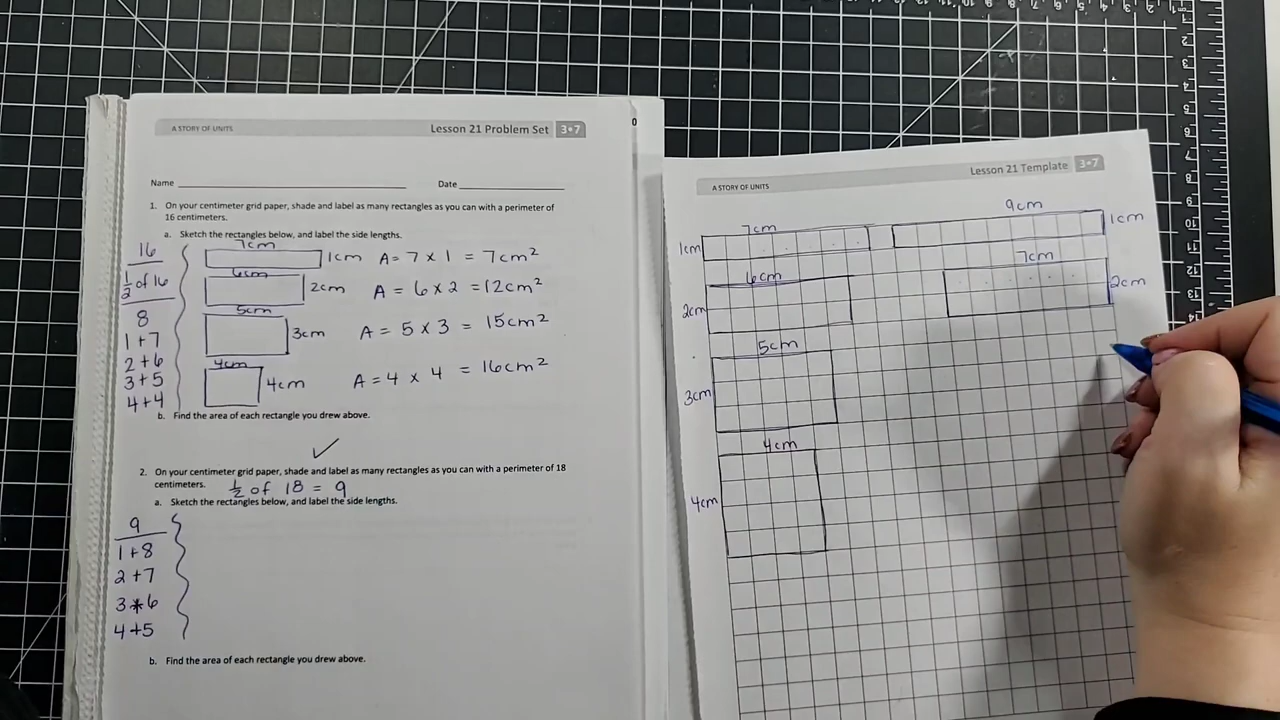 A STORY OF UNITS
Lesson 21 Problem Set 3•7
Name
Date
1. On your centimeter grid paper, shade and label as many rectangles as you can with a perimeter of
16 centimeters.
a. Sketch the rectangles below, and label the side lengths.
16
1/2 of 16
8
1+7
2+6
3+5
4+4
7cm
1cm A = 7 x 1 = 7cm²
6cm
2cm A = 6 x 2 = 12cm²
5cm
3cm A = 5 x 3 = 15cm²
4cm
4cm A = 4 x 4 = 16cm²
b. Find the area of each rectangle you drew above.
✓
2. On your centimeter grid paper, shade and label as many rectangles as you can with a perimeter of 18
centimeters. 1/2 of 18 = 9
a. Sketch the rectangles below, and label the side lengths.
9
1+8
2+7
3+6
4+5
b. Find the area of each rectangle you drew above.
A STORY OF UNITS
Lesson 21 Template 3•7
7cm
1cm
9cm
1cm
6cm
2cm
7cm
2cm
5cm
3cm
4cm
4cm